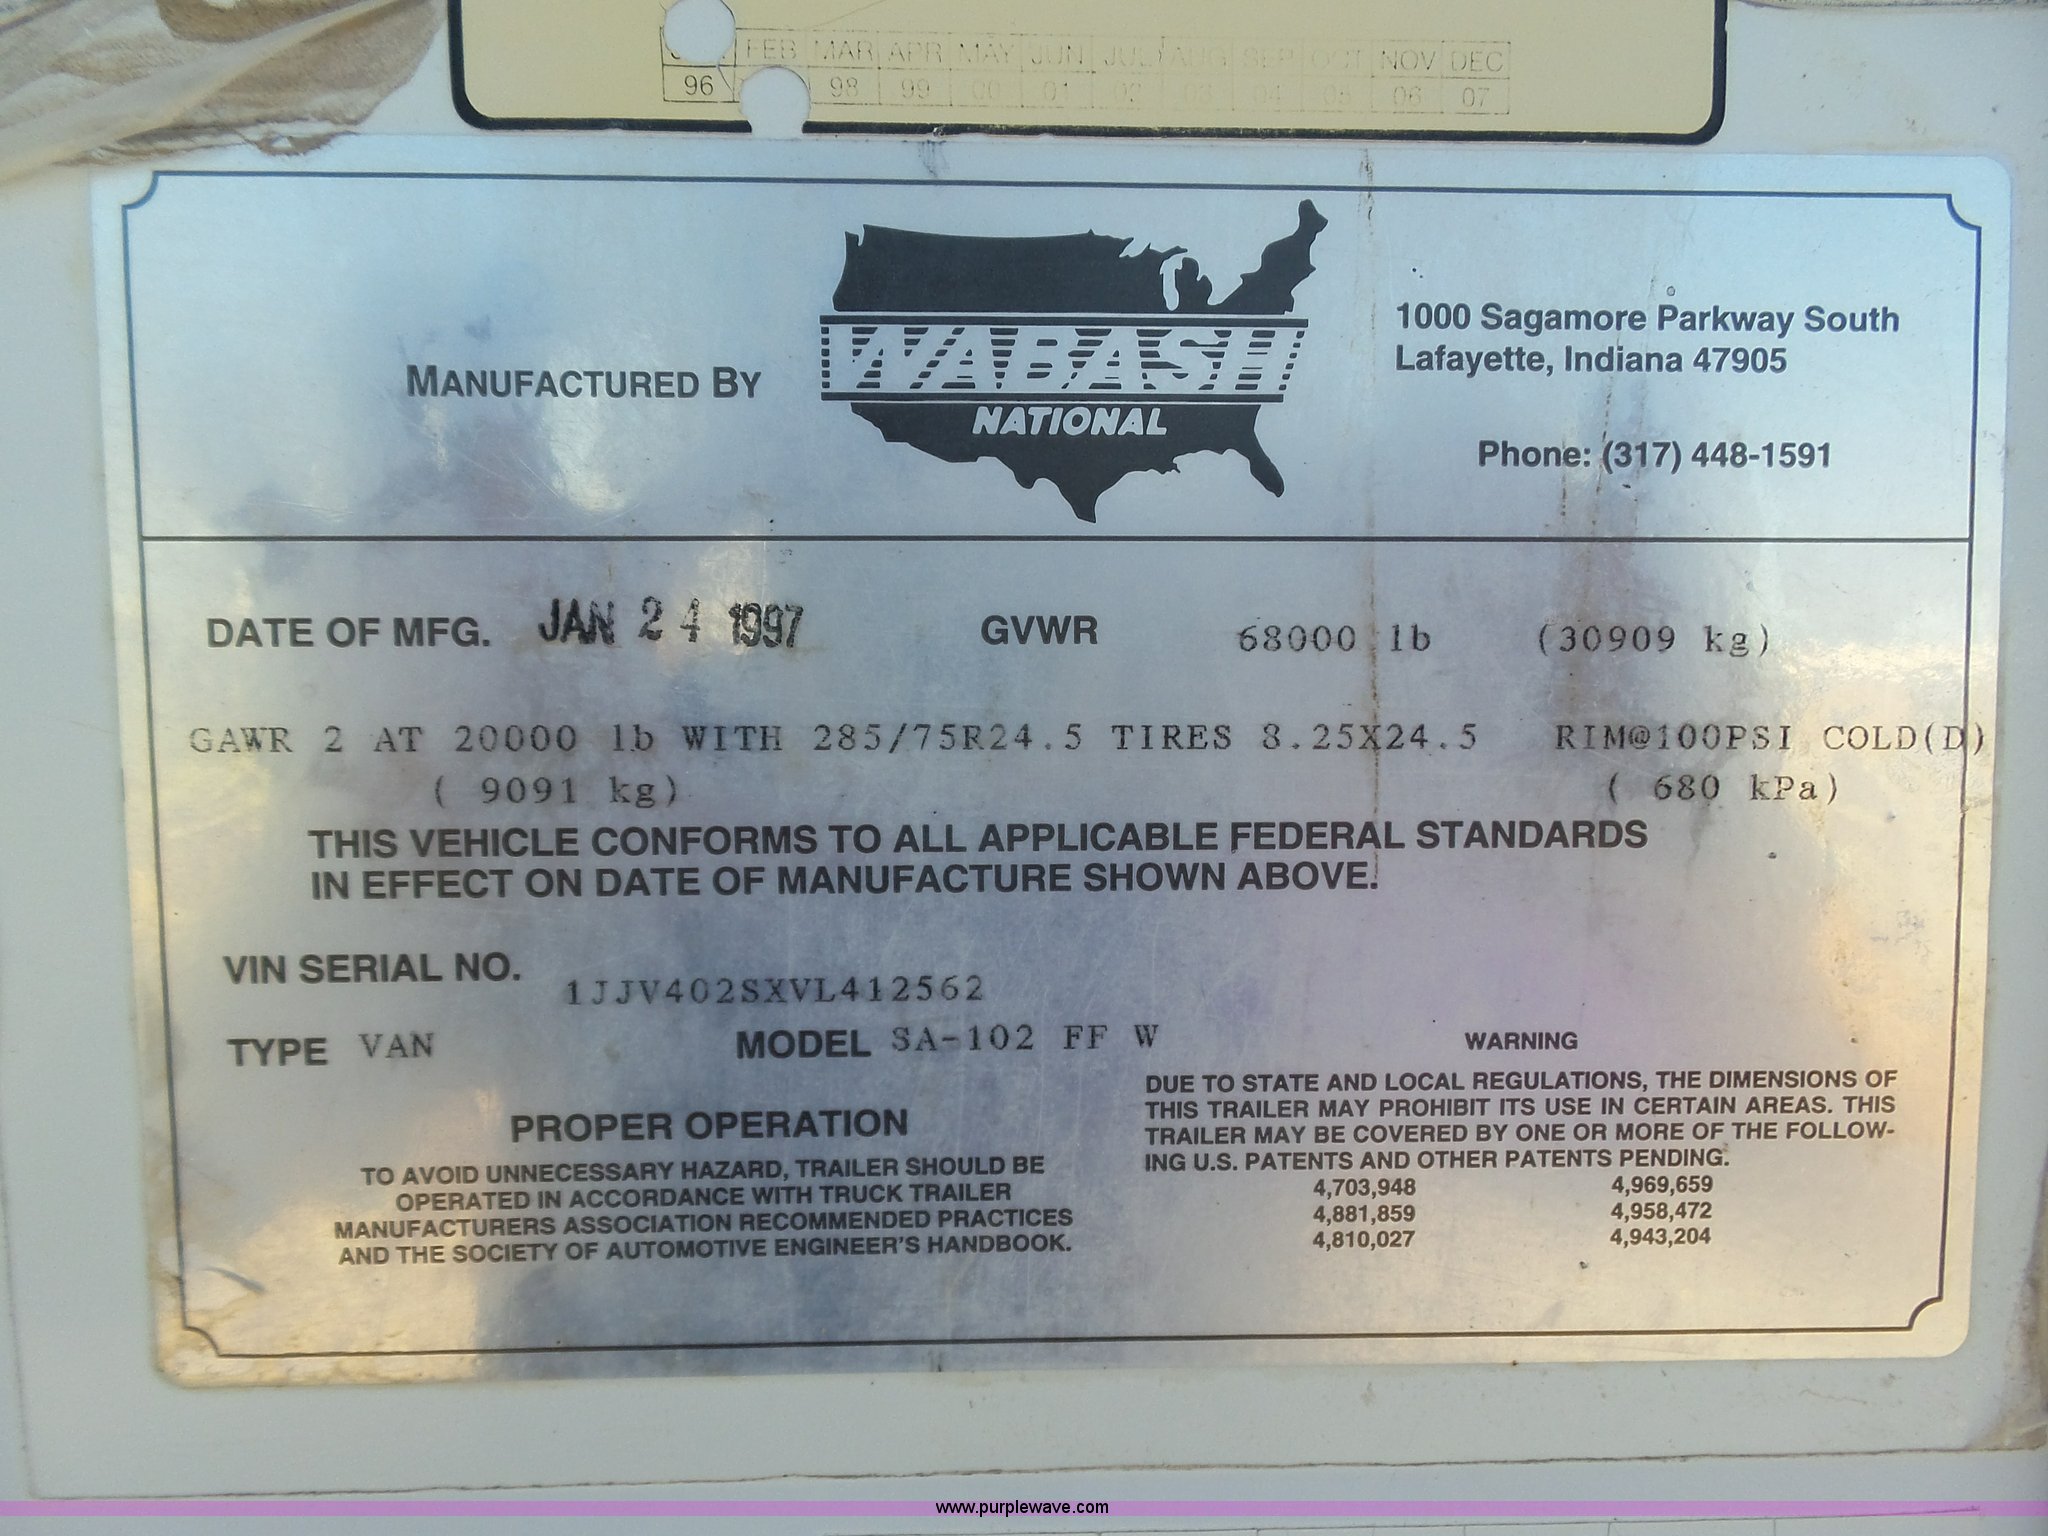 FEB MAR APR MAY JUN JUL AUG SEP OCT NOV DEC
96 98 99 00 01 02 03 04 05 06 07
MANUFACTURED BY
WABASH
NATIONAL
1000 Sagamore Parkway South
Lafayette, Indiana 47905
Phone: (317) 448-1591
DATE OF MFG. JAN 24 1997 GVWR 68000 lb (30909 kg)
GAWR 2 AT 20000 lb WITH 285/75R24.5 TIRES 8.25X24.5 RIM@100PSI COLD(D)
( 9091 kg) ( 680 kPa)
THIS VEHICLE CONFORMS TO ALL APPLICABLE FEDERAL STANDARDS
IN EFFECT ON DATE OF MANUFACTURE SHOWN ABOVE.
VIN SERIAL NO. 1JJV402SXVL412562
TYPE VAN MODEL SA-102 FF W
PROPER OPERATION
TO AVOID UNNECESSARY HAZARD, TRAILER SHOULD BE
OPERATED IN ACCORDANCE WITH TRUCK TRAILER
MANUFACTURERS ASSOCIATION RECOMMENDED PRACTICES
AND THE SOCIETY OF AUTOMOTIVE ENGINEER'S HANDBOOK.
WARNING
DUE TO STATE AND LOCAL REGULATIONS, THE DIMENSIONS OF
THIS TRAILER MAY PROHIBIT ITS USE IN CERTAIN AREAS. THIS
TRAILER MAY BE COVERED BY ONE OR MORE OF THE FOLLOW-
ING U.S. PATENTS AND OTHER PATENTS PENDING.
4,703,948 4,969,659
4,881,859 4,958,472
4,810,027 4,943,204
www.purplewave.com